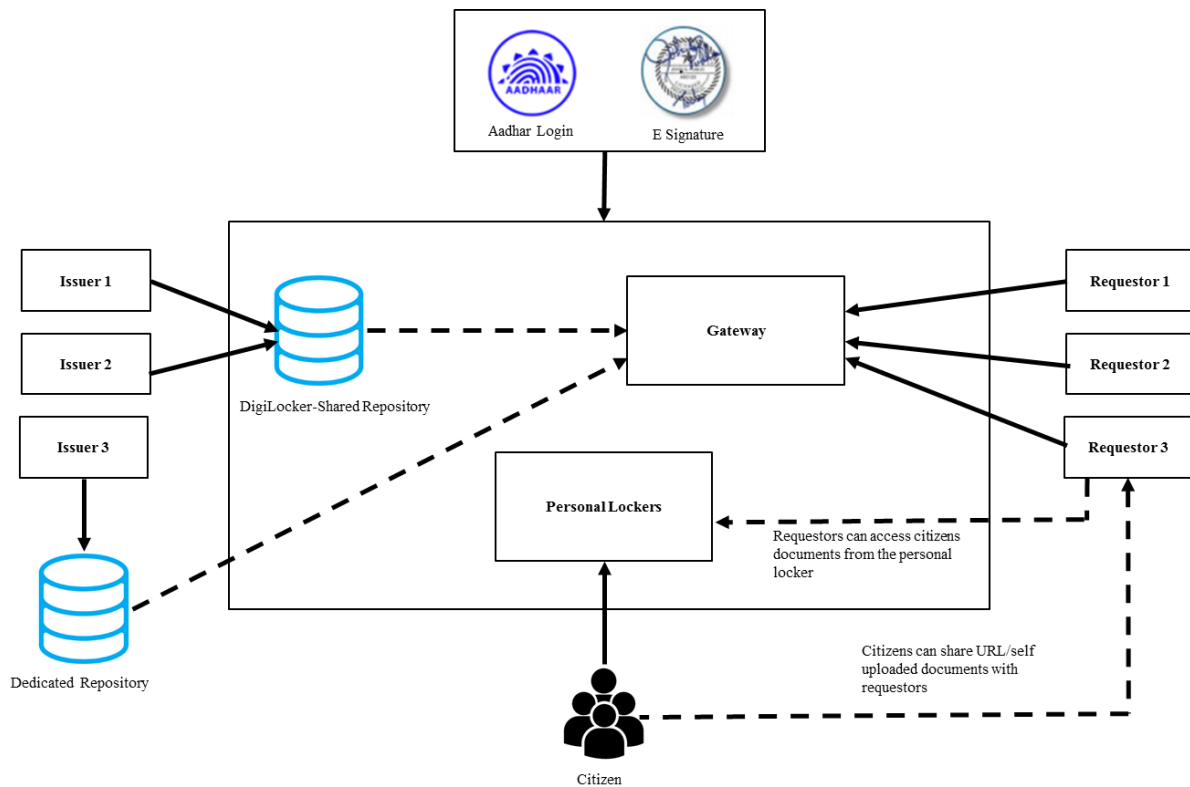 AADHAAR
Aadhar Login
E Signature
Issuer 1
Issuer 2
Issuer 3
DigiLocker-Shared Repository
Gateway
Requestor 1
Requestor 2
Requestor 3
Personal Lockers
Requestors can access citizens
documents from the personal
locker
Dedicated Repository
Citizens can share URL/self
uploaded documents with
requestors
Citizen